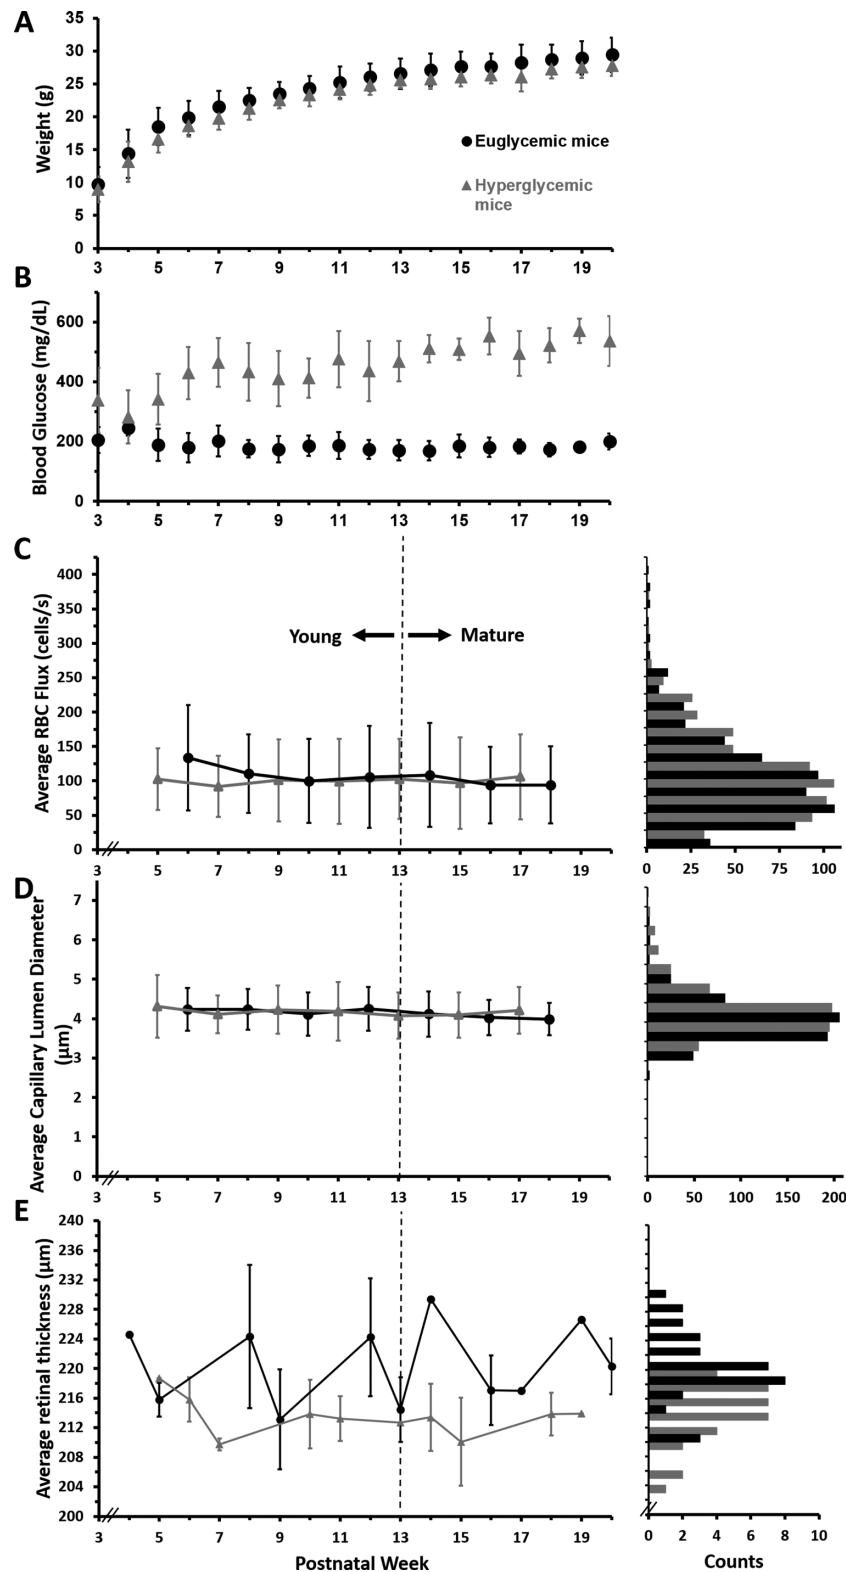 A
Weight (g)
35
30
25
20
15
10
5
0
Euglycemic mice
Hyperglycemic
mice
3 5 7 9 11 13 15 17 19
B
Blood Glucose (mg/dL)
600
400
200
0
3 5 7 9 11 13 15 17 19
C
Average RBC Flux (cells/s)
400
350
300
250
200
150
100
50
0
Young
Mature
3 5 7 9 11 13 15 17 19
0 25 50 75 100
D
Average Capillary Lumen Diameter
(µm)
7
6
5
4
3
2
1
0
3 5 7 9 11 13 15 17 19
0 50 100 150 200
E
Average retinal thickness (µm)
240
236
232
228
224
220
216
212
208
204
200
3 5 7 9 11 13 15 17 19
0 2 4 6 8 10
Postnatal Week
Counts